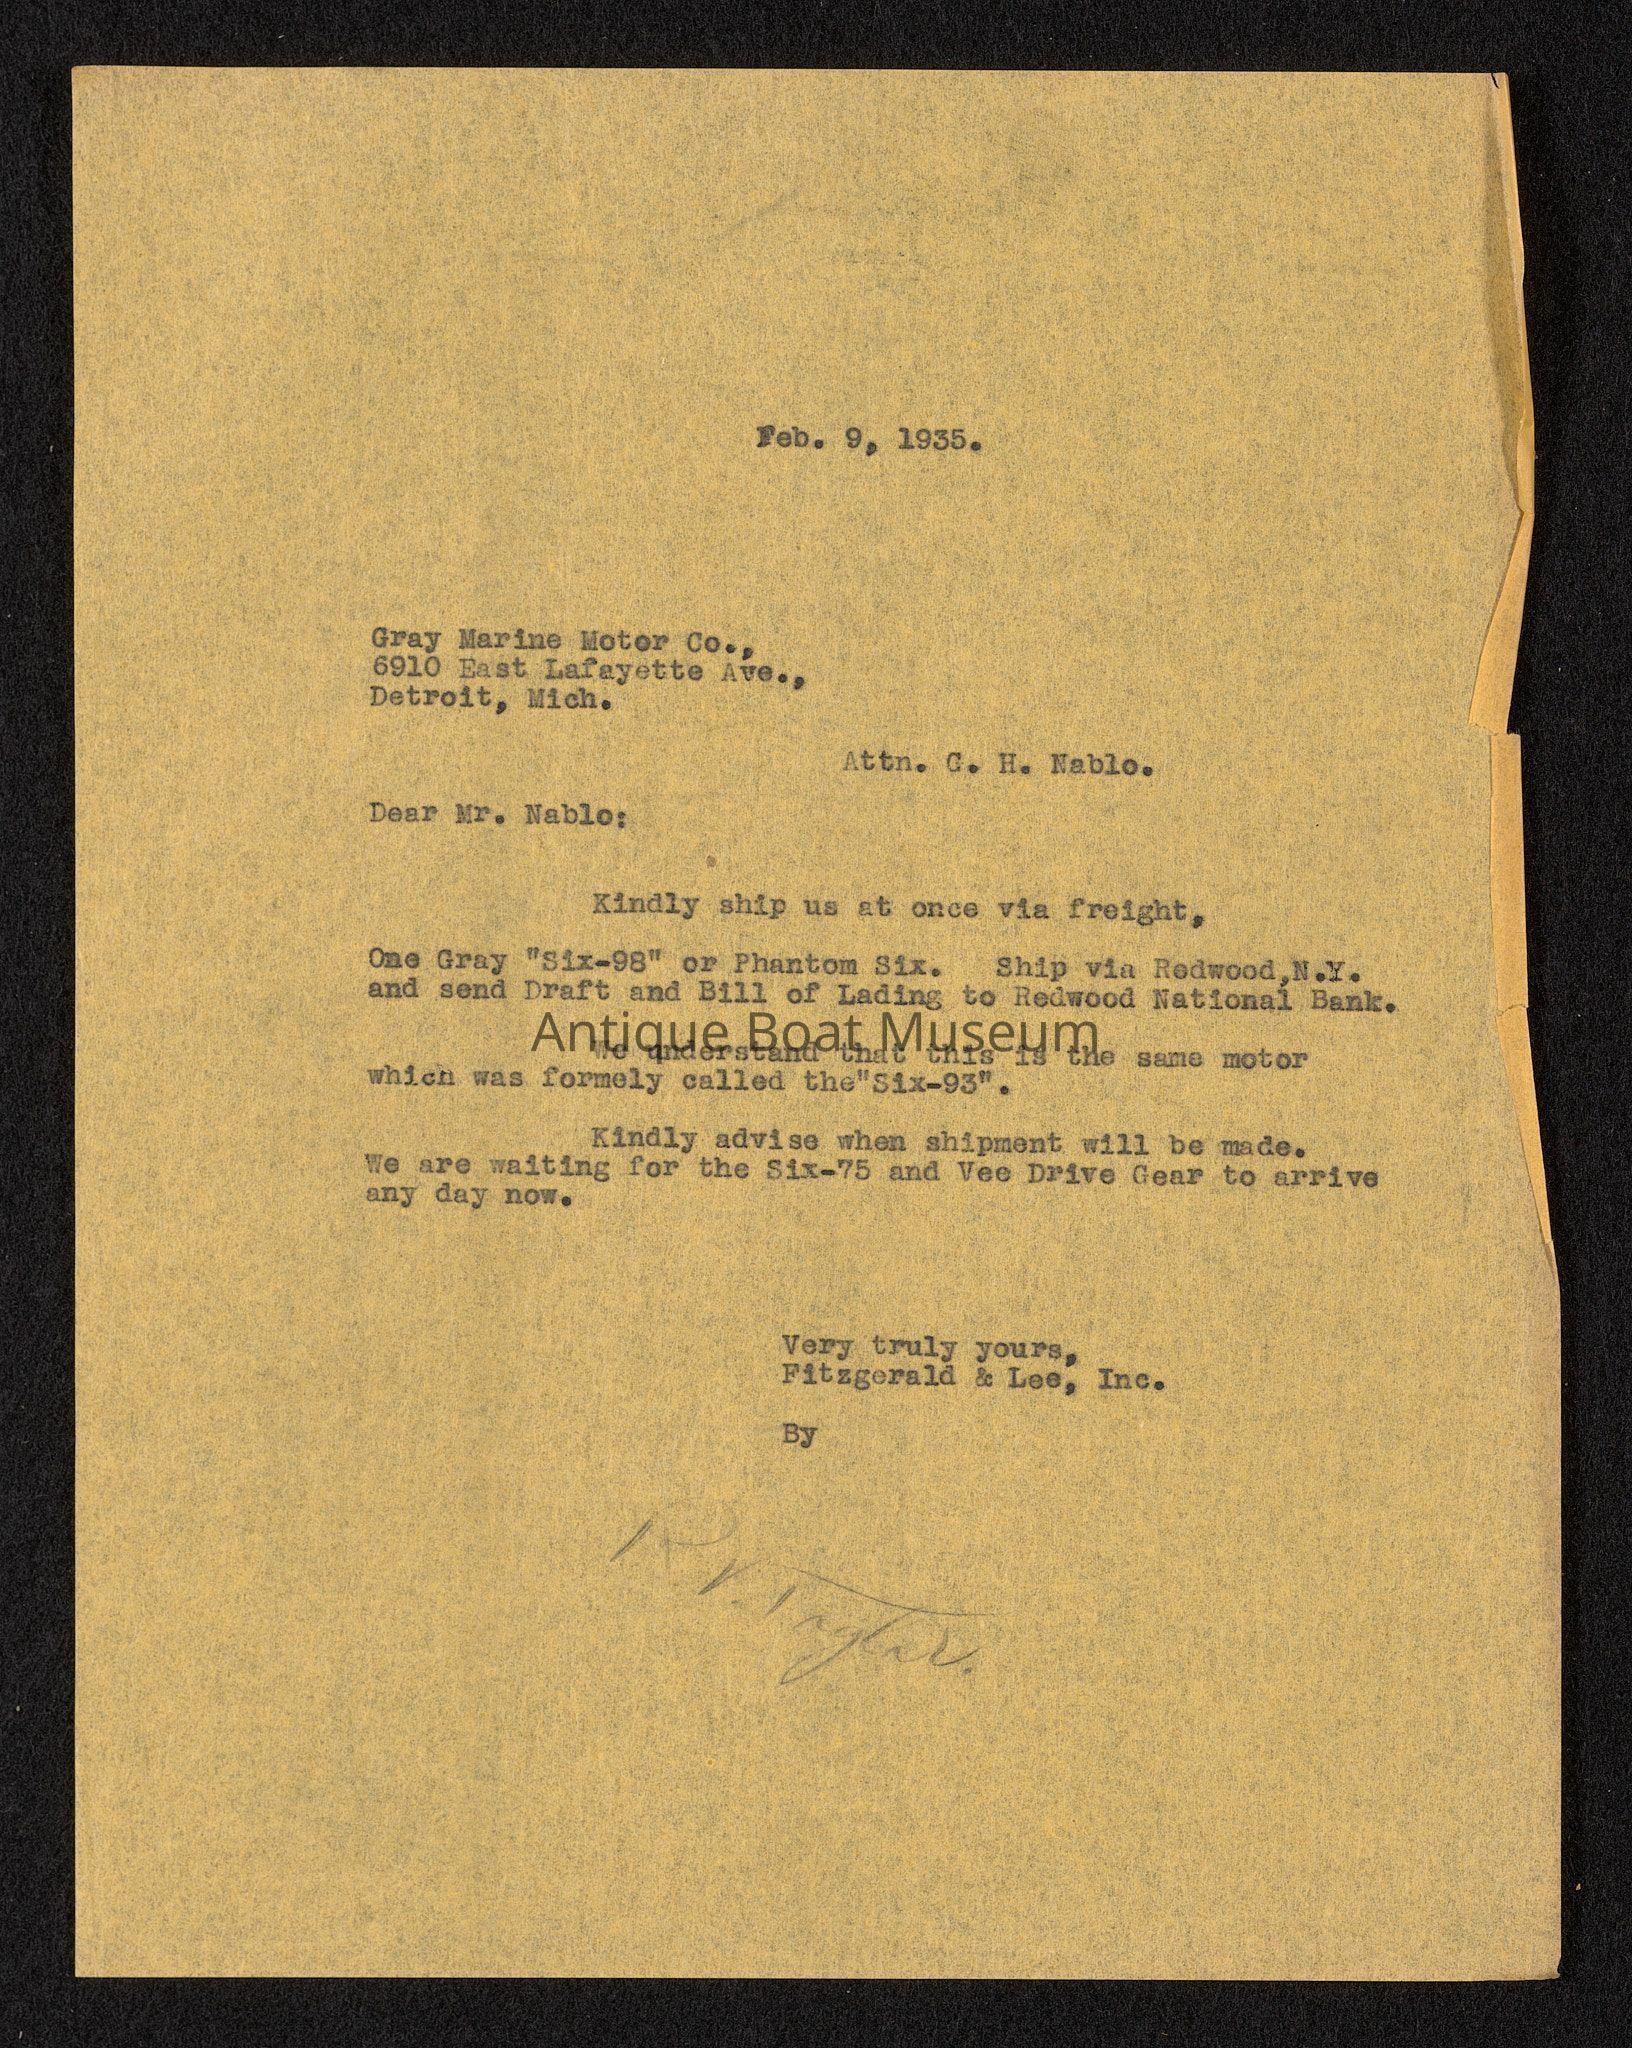 Feb. 9, 1935.
Gray Marine Motor Co.,
6910 East Lafayette Ave.,
Detroit, Mich.
Attn. C. H. Nablo.
Dear Mr. Nablo:
Kindly ship us at once via freight,
One Gray "Six-98" or Phantom Six. Ship via Redwood,N.Y.
and send Draft and Bill of Lading to Redwood National Bank.
Antique Boat Museum
We understand that this is the same motor
which was formely called the"Six-93".
Kindly advise when shipment will be made.
We are waiting for the Six-75 and Vee Drive Gear to arrive
any day now.
Very truly yours,
Fitzgerald & Lee, Inc.
By